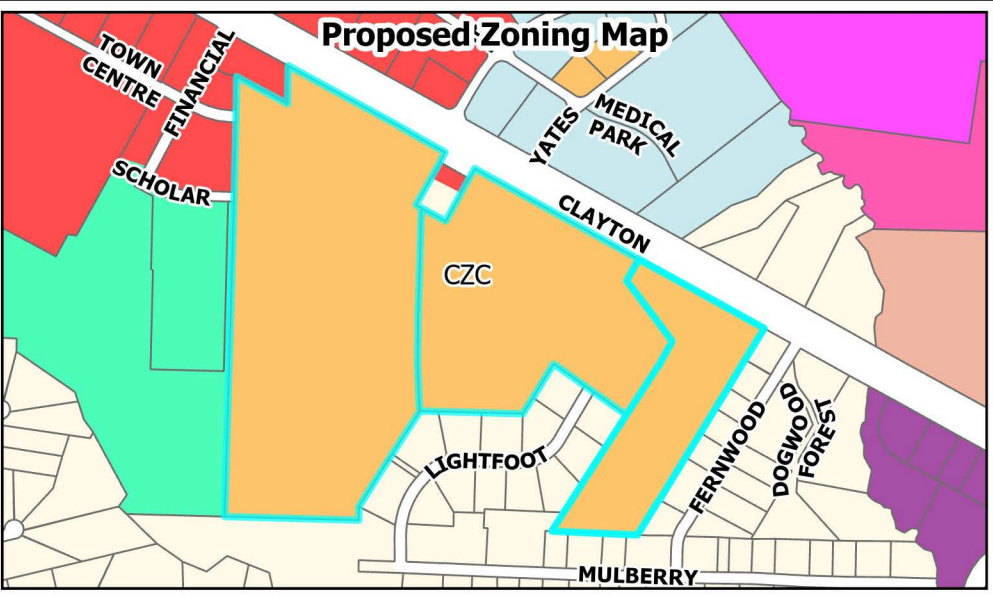 Proposed Zoning Map
TOWN
CENTRE
FINANCIAL
SCHOLAR
YATES
MEDICAL
PARK
CLAYTON
CZC
LIGHTFOOT
FERNWOOD
DOGWOOD
FOREST
MULBERRY